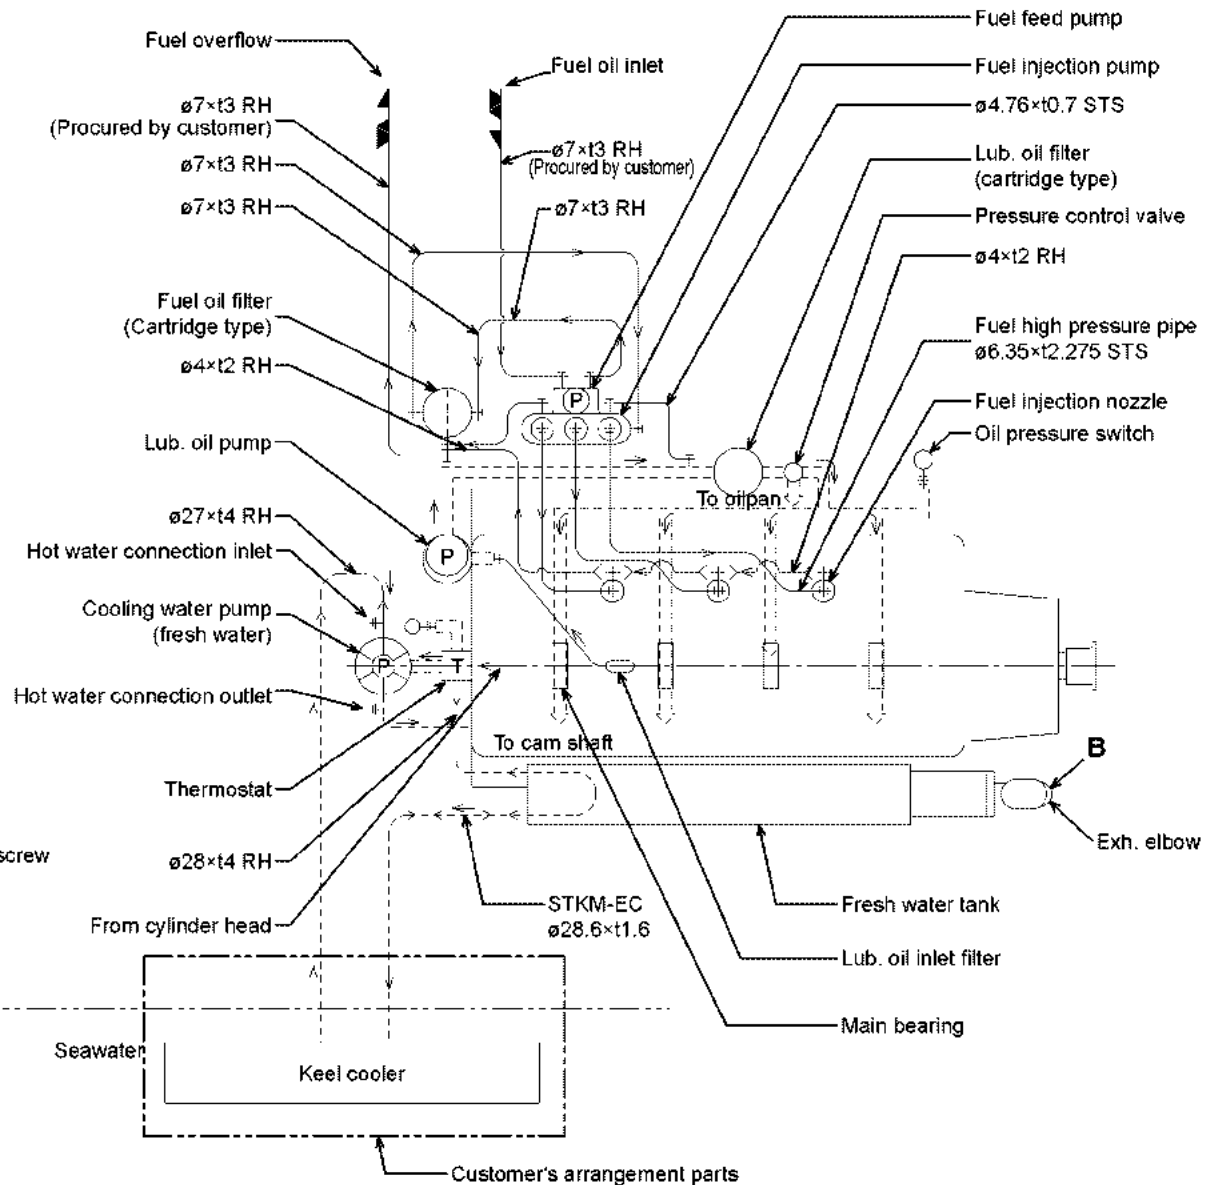 Fuel feed pump
Fuel overflow
Fuel oil inlet
Fuel injection pump
ø7×t3 RH
(Procured by customer)
ø4.76×t0.7 STS
ø7×t3 RH
ø7×t3 RH
(Procured by customer)
Lub. oil filter
(cartridge type)
ø7×t3 RH
ø7×t3 RH
Pressure control valve
ø4×t2 RH
Fuel oil filter
(Cartridge type)
Fuel high pressure pipe
ø6.35×t2.275 STS
ø4×t2 RH
P
Fuel injection nozzle
Lub. oil pump
Oil pressure switch
To oilpan
ø27×t4 RH
Hot water connection inlet
P
Cooling water pump
(fresh water)
P
T
Hot water connection outlet
To cam shaft
B
Thermostat
Exh. elbow
screw
ø28×t4 RH
STKM-EC
ø28.6×t1.6
Fresh water tank
From cylinder head
Lub. oil inlet filter
Main bearing
Seawater
Keel cooler
Customer's arrangement parts